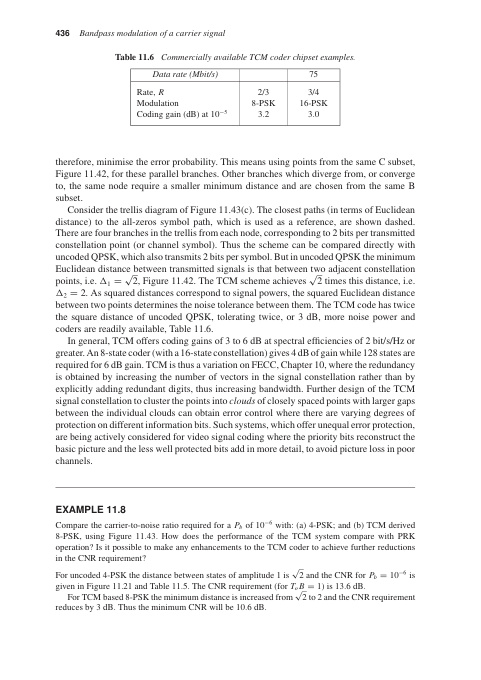 436 Bandpass modulation of a carrier signal
Table 11.6 Commercially available TCM coder chipset examples.
Data rate (Mbit/s) 75
Rate, R 2/3 3/4
Modulation 8-PSK 16-PSK
Coding gain (dB) at 10⁻⁵ 3.2 3.0
therefore, minimise the error probability. This means using points from the same C subset,
Figure 11.42, for these parallel branches. Other branches which diverge from, or converge
to, the same node require a smaller minimum distance and are chosen from the same B
subset.
Consider the trellis diagram of Figure 11.43(c). The closest paths (in terms of Euclidean
distance) to the all-zeros symbol path, which is used as a reference, are shown dashed.
There are four branches in the trellis from each node, corresponding to 2 bits per transmitted
constellation point (or channel symbol). Thus the scheme can be compared directly with
uncoded QPSK, which also transmits 2 bits per symbol. But in uncoded QPSK the minimum
Euclidean distance between transmitted signals is that between two adjacent constellation
points, i.e. Δ₁ = √2, Figure 11.42. The TCM scheme achieves √2 times this distance, i.e.
Δ₂ = 2. As squared distances correspond to signal powers, the squared Euclidean distance
between two points determines the noise tolerance between them. The TCM code has twice
the square distance of uncoded QPSK, tolerating twice, or 3 dB, more noise power and
coders are readily available, Table 11.6.
In general, TCM offers coding gains of 3 to 6 dB at spectral efficiencies of 2 bit/s/Hz or
greater. An 8-state coder (with a 16-state constellation) gives 4 dB of gain while 128 states are
required for 6 dB gain. TCM is thus a variation on FECC, Chapter 10, where the redundancy
is obtained by increasing the number of vectors in the signal constellation rather than by
explicitly adding redundant digits, thus increasing bandwidth. Further design of the TCM
signal constellation to cluster the points into clouds of closely spaced points with larger gaps
between the individual clouds can obtain error control where there are varying degrees of
protection on different information bits. Such systems, which offer unequal error protection,
are being actively considered for video signal coding where the priority bits reconstruct the
basic picture and the less well protected bits add in more detail, to avoid picture loss in poor
channels.
EXAMPLE 11.8
Compare the carrier-to-noise ratio required for a P_b of 10⁻⁶ with: (a) 4-PSK; and (b) TCM derived
8-PSK, using Figure 11.43. How does the performance of the TCM system compare with PRK
operation? Is it possible to make any enhancements to the TCM coder to achieve further reductions
in the CNR requirement?
For uncoded 4-PSK the distance between states of amplitude 1 is √2 and the CNR for P_b = 10⁻⁶ is
given in Figure 11.21 and Table 11.5. The CNR requirement (for T_oB = 1) is 13.6 dB.
For TCM based 8-PSK the minimum distance is increased from √2 to 2 and the CNR requirement
reduces by 3 dB. Thus the minimum CNR will be 10.6 dB.